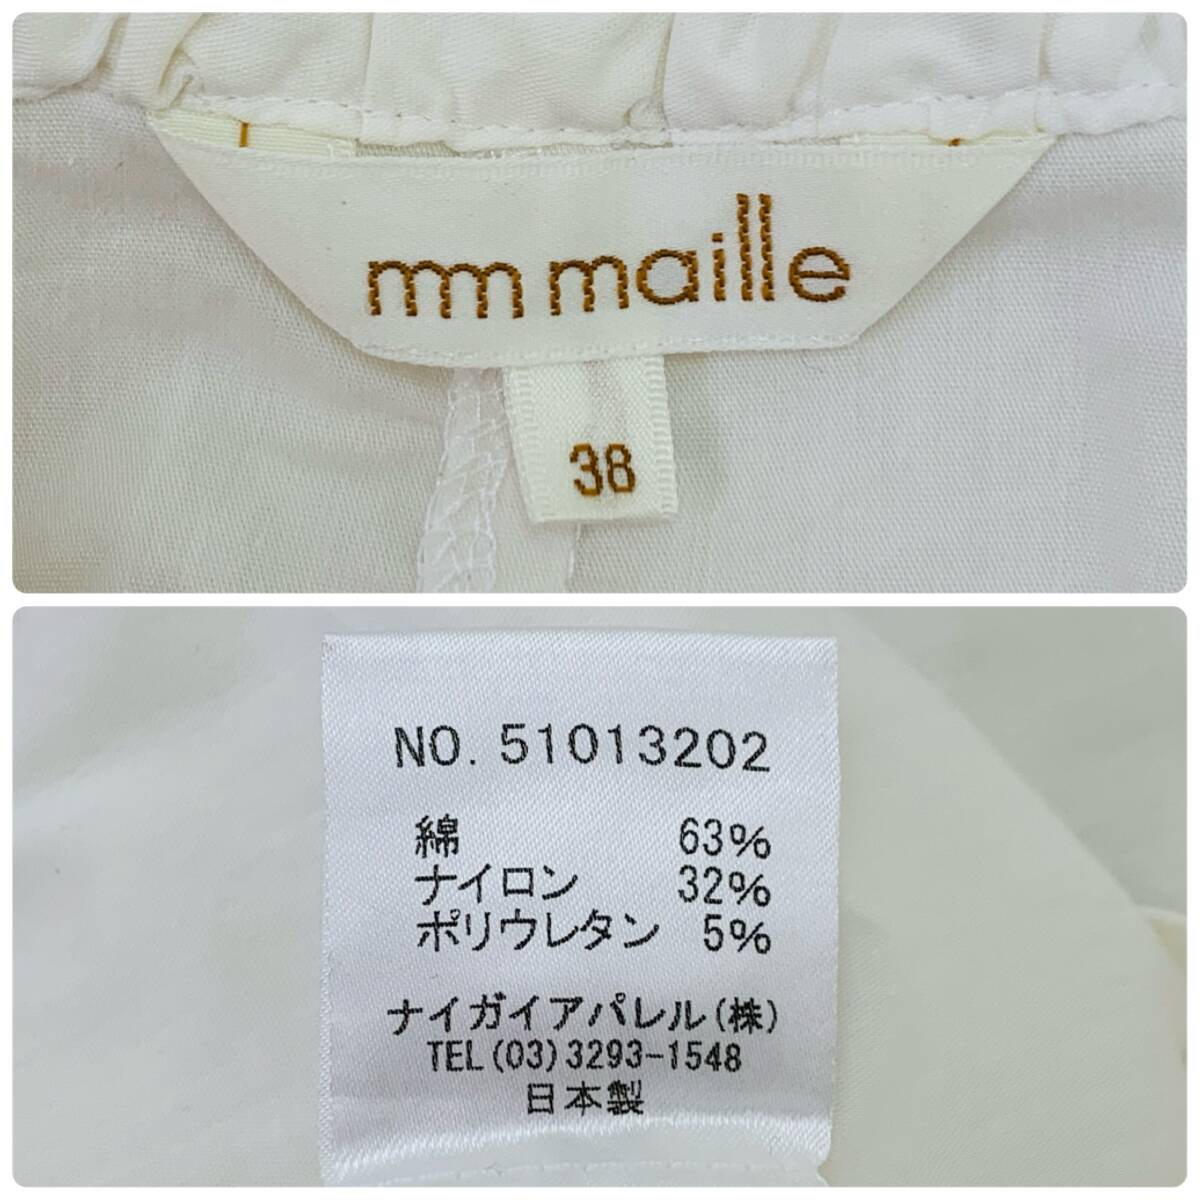 mm maille
38
NO. 51013202
綿 63%
ナイロン 32%
ポリウレタン 5%
ナイガイアパレル(株)
TEL(03)3293-1548
日本製